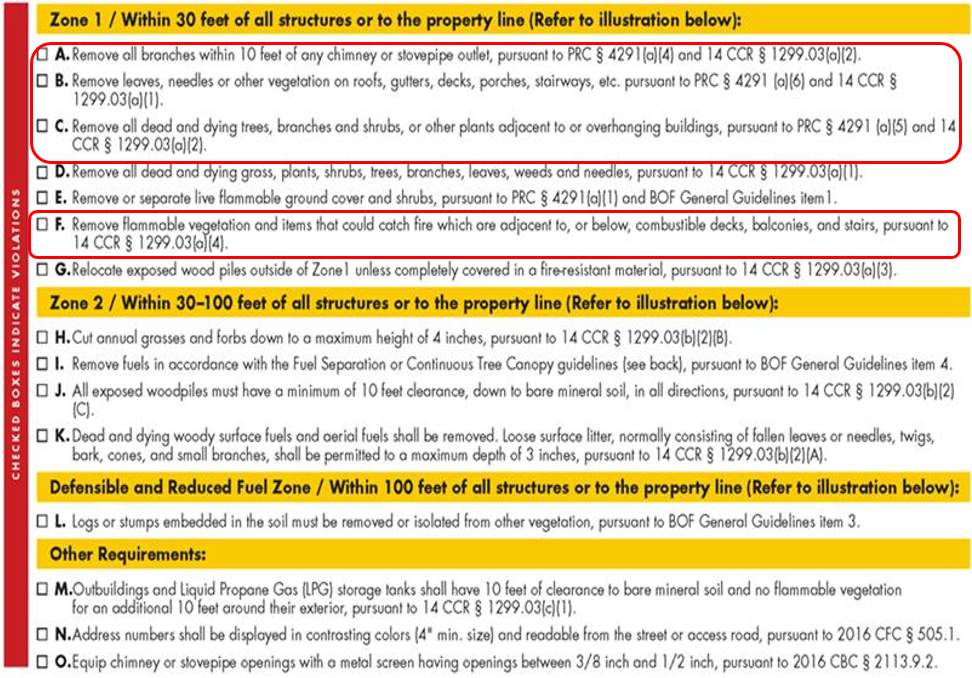 CHECKED BOXES INDICATE VIOLATIONS
Zone 1 / Within 30 feet of all structures or to the property line (Refer to illustration below):
A. Remove all branches within 10 feet of any chimney or stovepipe outlet, pursuant to PRC § 4291(a)(4) and 14 CCR § 1299.03(a)(2).
B. Remove leaves, needles or other vegetation on roofs, gutters, decks, porches, stairways, etc. pursuant to PRC § 4291 (a)(6) and 14 CCR §
1299.03(a)(1).
C. Remove all dead and dying trees, branches and shrubs, or other plants adjacent to or overhanging buildings, pursuant to PRC § 4291 (a)(5) and 14
CCR § 1299.03(a)(2).
D. Remove all dead and dying grass, plants, shrubs, trees, branches, leaves, weeds and needles, pursuant to 14 CCR § 1299.03(a)(1).
E. Remove or separate live flammable ground cover and shrubs, pursuant to PRC § 4291(a)(1) and BOF General Guidelines item1.
F. Remove flammable vegetation and items that could catch fire which are adjacent to, or below, combustible decks, balconies, and stairs, pursuant to
14 CCR § 1299.03(a)(4).
G. Relocate exposed wood piles outside of Zone1 unless completely covered in a fire-resistant material, pursuant to 14 CCR § 1299.03(a)(3).
Zone 2 / Within 30–100 feet of all structures or to the property line (Refer to illustration below):
H. Cut annual grasses and forbs down to a maximum height of 4 inches, pursuant to 14 CCR § 1299.03(b)(2)(B).
I. Remove fuels in accordance with the Fuel Separation or Continuous Tree Canopy guidelines (see back), pursuant to BOF General Guidelines item 4.
J. All exposed woodpiles must have a minimum of 10 feet clearance, down to bare mineral soil, in all directions, pursuant to 14 CCR § 1299.03(b)(2)
(C).
K. Dead and dying woody surface fuels and aerial fuels shall be removed. Loose surface litter, normally consisting of fallen leaves or needles, twigs,
bark, cones, and small branches, shall be permitted to a maximum depth of 3 inches, pursuant to 14 CCR § 1299.03(b)(2)(A).
Defensible and Reduced Fuel Zone / Within 100 feet of all structures or to the property line (Refer to illustration below):
L. Logs or stumps embedded in the soil must be removed or isolated from other vegetation, pursuant to BOF General Guidelines item 3.
Other Requirements:
M. Outbuildings and Liquid Propane Gas (LPG) storage tanks shall have 10 feet of clearance to bare mineral soil and no flammable vegetation
for an additional 10 feet around their exterior, pursuant to 14 CCR § 1299.03(c)(1).
N. Address numbers shall be displayed in contrasting colors (4" min. size) and readable from the street or access road, pursuant to 2016 CFC § 505.1.
O. Equip chimney or stovepipe openings with a metal screen having openings between 3/8 inch and 1/2 inch, pursuant to 2016 CBC § 2113.9.2.